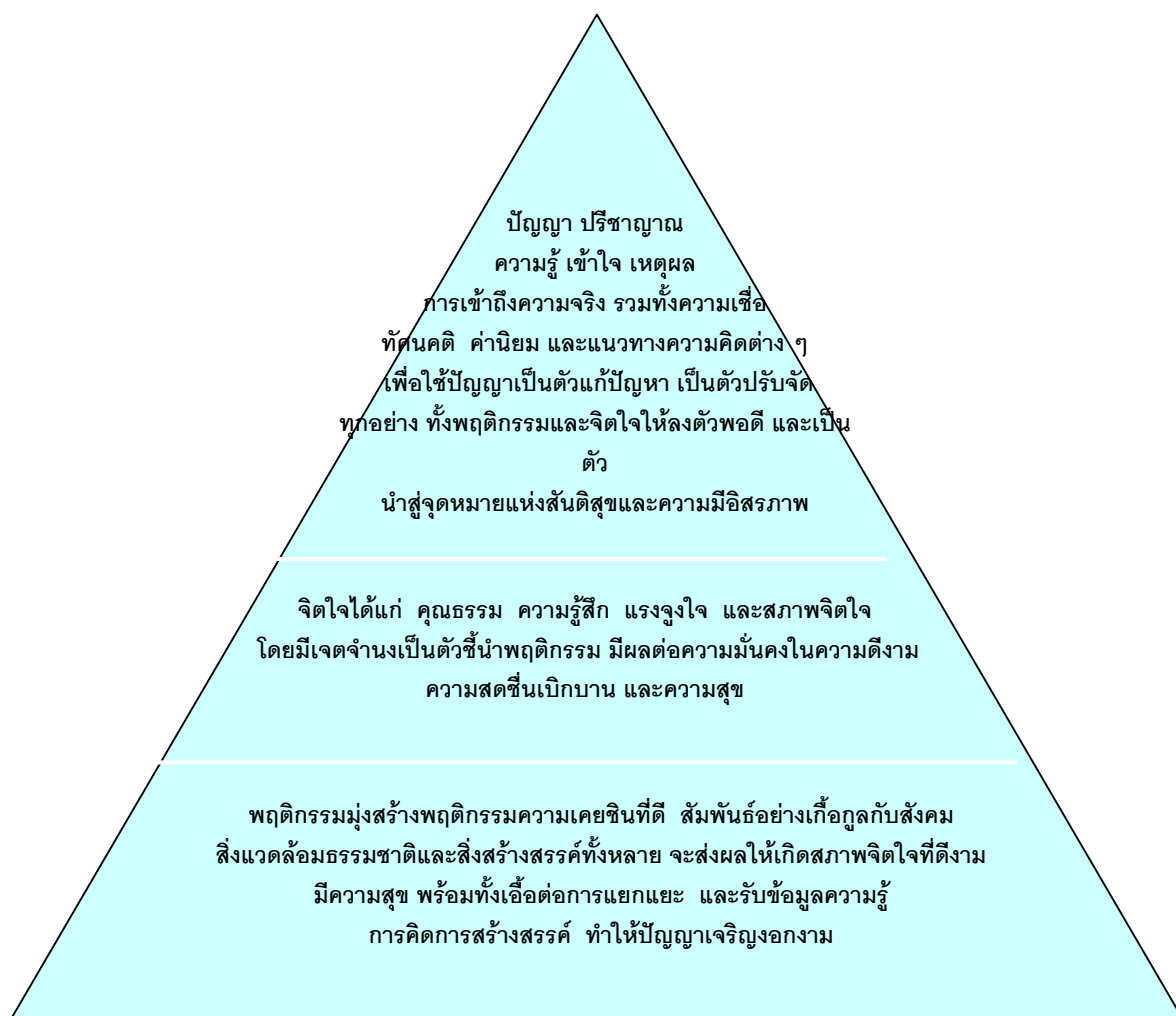 ปัญญา ปรีชาญาณ
ความรู้ เข้าใจ เหตุผล
การเข้าถึงความจริง รวมทั้งความเชื่อ
ทัศนคติ  ค่านิยม และแนวทางความคิดต่าง ๆ
เพื่อใช้ปัญญาเป็นตัวแก้ปัญหา เป็นตัวปรับจัด
ทุกอย่าง ทั้งพฤติกรรมและจิตใจให้ลงตัวพอดี และเป็น
ตัว
นำสู่จุดหมายแห่งสันติสุขและความมีอิสรภาพ
จิตใจได้แก่  คุณธรรม  ความรู้สึก  แรงจูงใจ  และสภาพจิตใจ
โดยมีเจตจำนงเป็นตัวชี้นำพฤติกรรม มีผลต่อความมั่นคงในความดีงาม
ความสดชื่นเบิกบาน และความสุข
พฤติกรรมมุ่งสร้างพฤติกรรมความเคยชินที่ดี  สัมพันธ์อย่างเกื้อกูลกับสังคม
สิ่งแวดล้อมธรรมชาติและสิ่งสร้างสรรค์ทั้งหลาย จะส่งผลให้เกิดสภาพจิตใจที่ดีงาม
มีความสุข พร้อมทั้งเอื้อต่อการแยกแยะ  และรับข้อมูลความรู้
การคิดการสร้างสรรค์  ทำให้ปัญญาเจริญงอกงาม